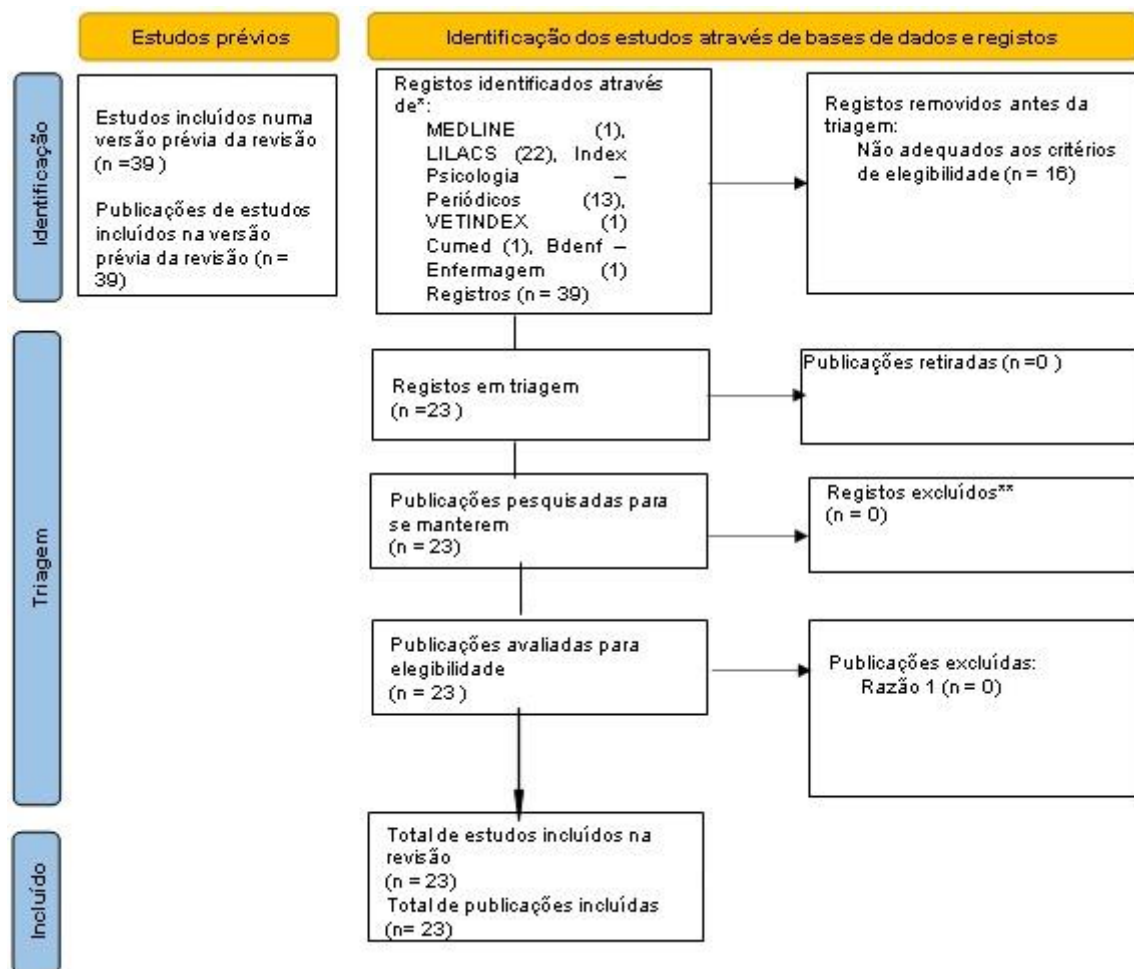 Estudos prévios
Identificação dos estudos através de bases de dados e registos
Identificação
Estudos incluídos numa
versão prévia da revisão
(n =39 )
Publicações de estudos
incluídos na versão
prévia da revisão (n =
39)
Registos identificados através
de*:
MEDLINE (1),
LILACS (22), Index
Psicologia –
Periódicos (13),
VETINDEX (1)
Cumed (1), Bdenf –
Enfermagem (1)
Registros (n = 39)
Registos removidos antes da
triagem:
Não adequados aos critérios
de elegibilidade (n = 16)
Triagem
Registos em triagem
(n =23 )
Publicações retiradas (n =0 )
Publicações pesquisadas para
se manterem
(n = 23)
Registos excluídos**
(n = 0)
Publicações avaliadas para
elegibilidade
(n = 23 )
Publicações excluídas:
Razão 1 (n = 0)
Incluído
Total de estudos incluídos na
revisão
(n = 23)
Total de publicações incluídas
(n= 23)